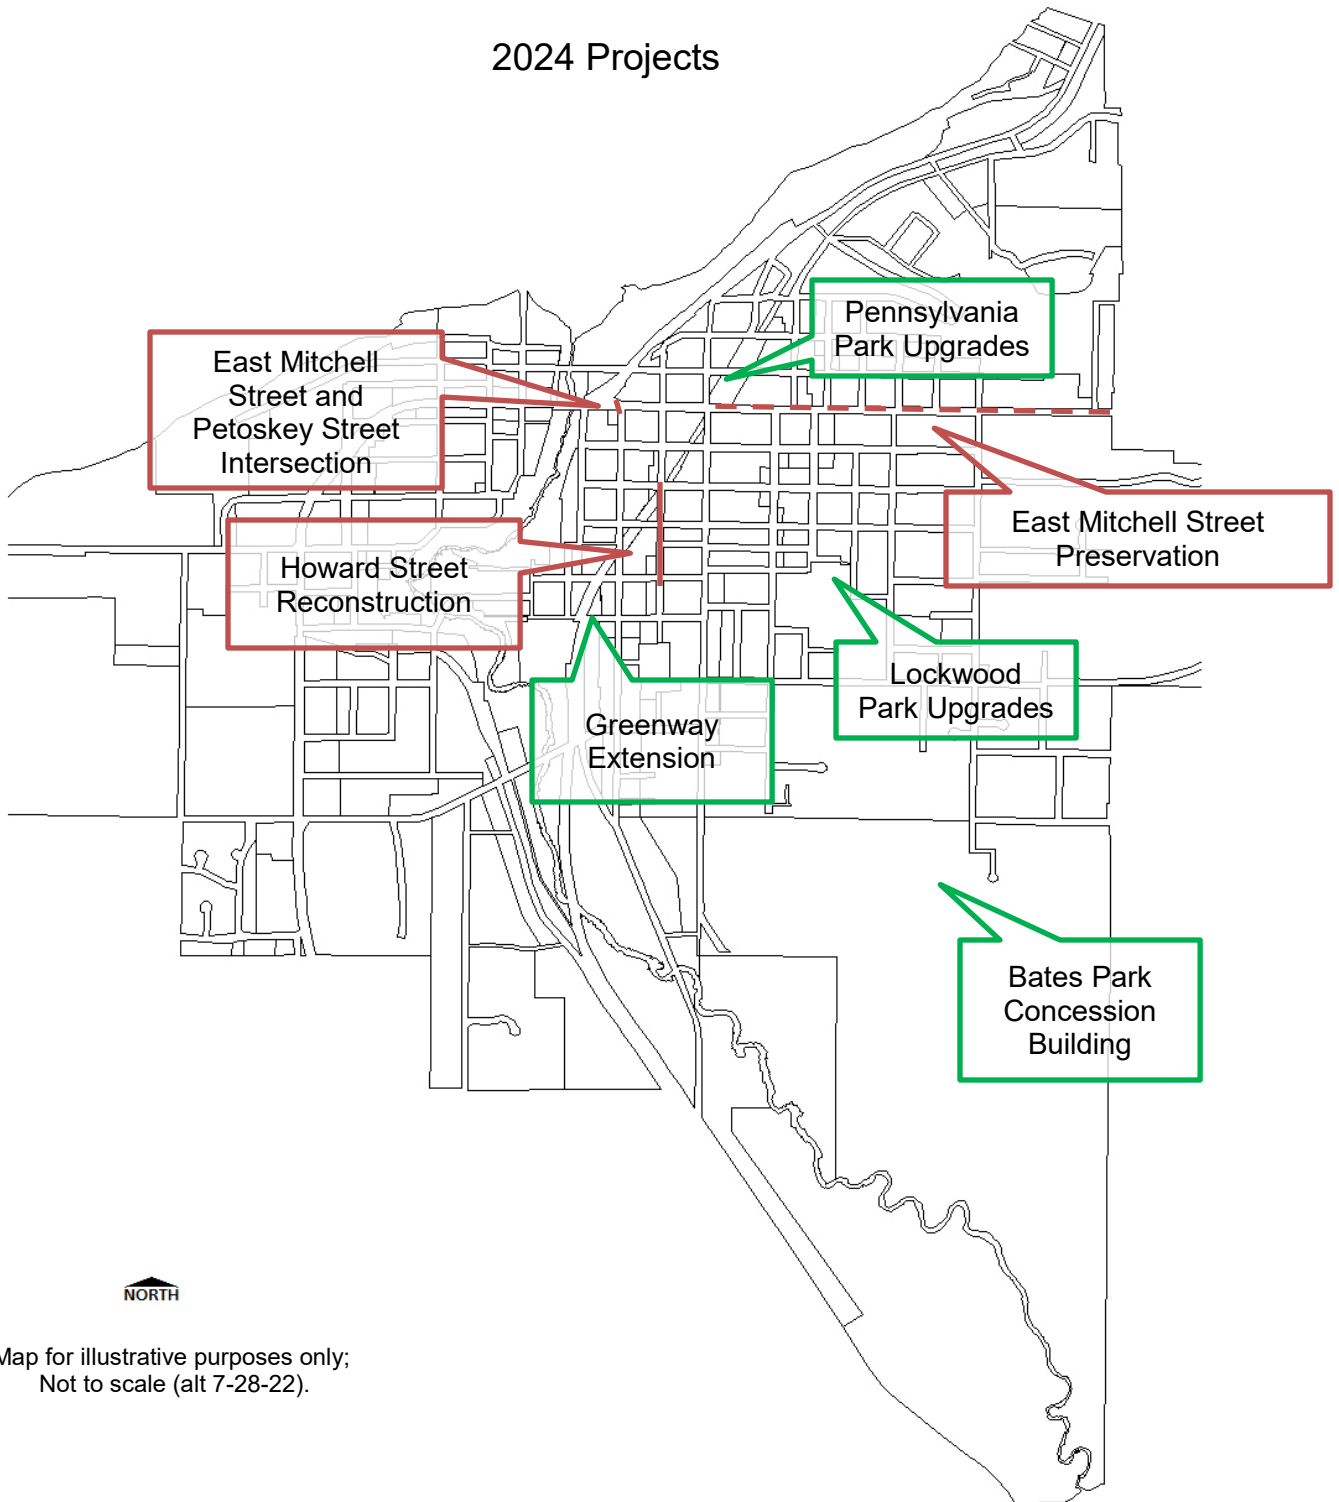 2024 Projects
Pennsylvania
Park Upgrades
East Mitchell
Street and
Petoskey Street
Intersection
East Mitchell Street
Preservation
Howard Street
Reconstruction
Lockwood
Park Upgrades
Greenway
Extension
Bates Park
Concession
Building
NORTH
Map for illustrative purposes only;
Not to scale (alt 7-28-22).